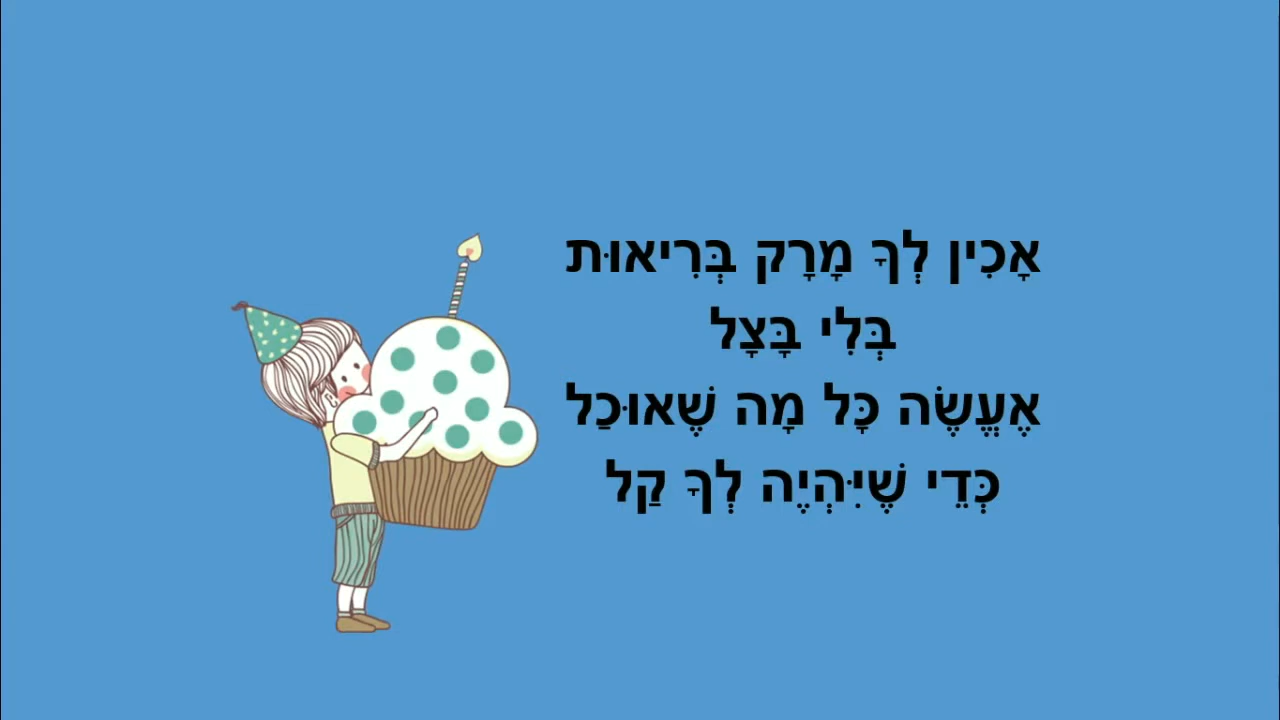 אָכִין לְךָ מָרָק בְּרִיאוּת
בְּלִי בָּצָל
אֶעֱשֶׂה כָּל מָה שֶׁאוּכַל
כְּדֵי שֶׁיִּהְיֶה לְךָ קַל